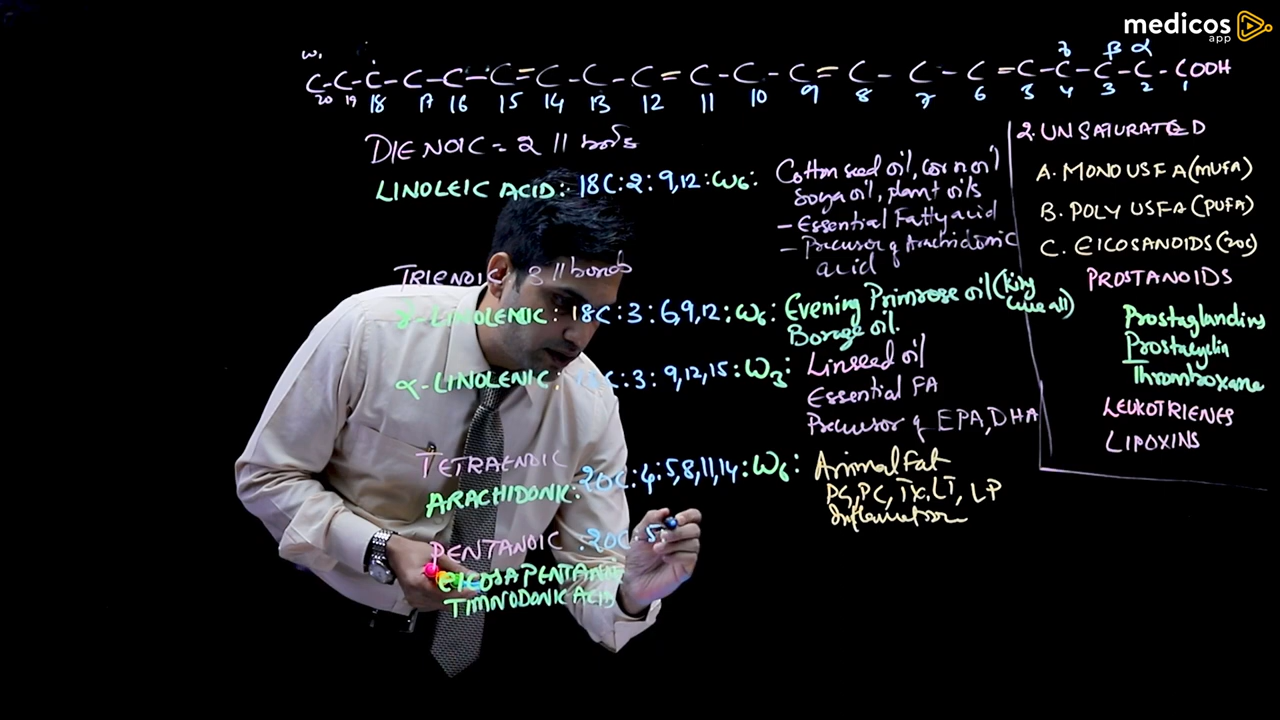 medicos
app
ω. γ β α
C-C-C-C-C-C=C-C-C-C=C-C-C=C-C-C=C-C-C-C-COOH
20 19 18 17 16 15 14 13 12 11 10 9 8 7 6 5 4 3 2 1
DIENOIC = 2 || bonds
LINOLEIC ACID: 18C:2: 9,12: ω6:
Cotton seed oil, corn oil
Soya oil, plant oils
- Essential Fatty acid
- Precusor of Arachidonic
acid
TRIENOIC 3 || bonds
γ-LINOLENIC: 18C:3: 6,9,12: ω6:
Evening Primrose oil (King
cure all)
Borage oil.
α-LINOLENIC: C:3: 9,12,15: ω3:
Linseed oil
Essential FA
Precusor of EPA, DHA
TETRAENOIC
ARACHIDONIC: 20C:4: 5,8,11,14: ω6:
Animal Fat
PG, PC, TX, LT, LP
Inflammation
PENTANOIC: 20C: 5
EICOSAPENTANOI
TIMNODONIC ACID
2. UNSATURATED
A. MONO USFA (MUFA)
B. POLY USFA (PUFA)
C. EICOSANOIDS (20C)
PROSTANOIDS
Prostaglandins
Prostacyclin
Thromboxane
LEUKOTRIENES
LIPOXINS